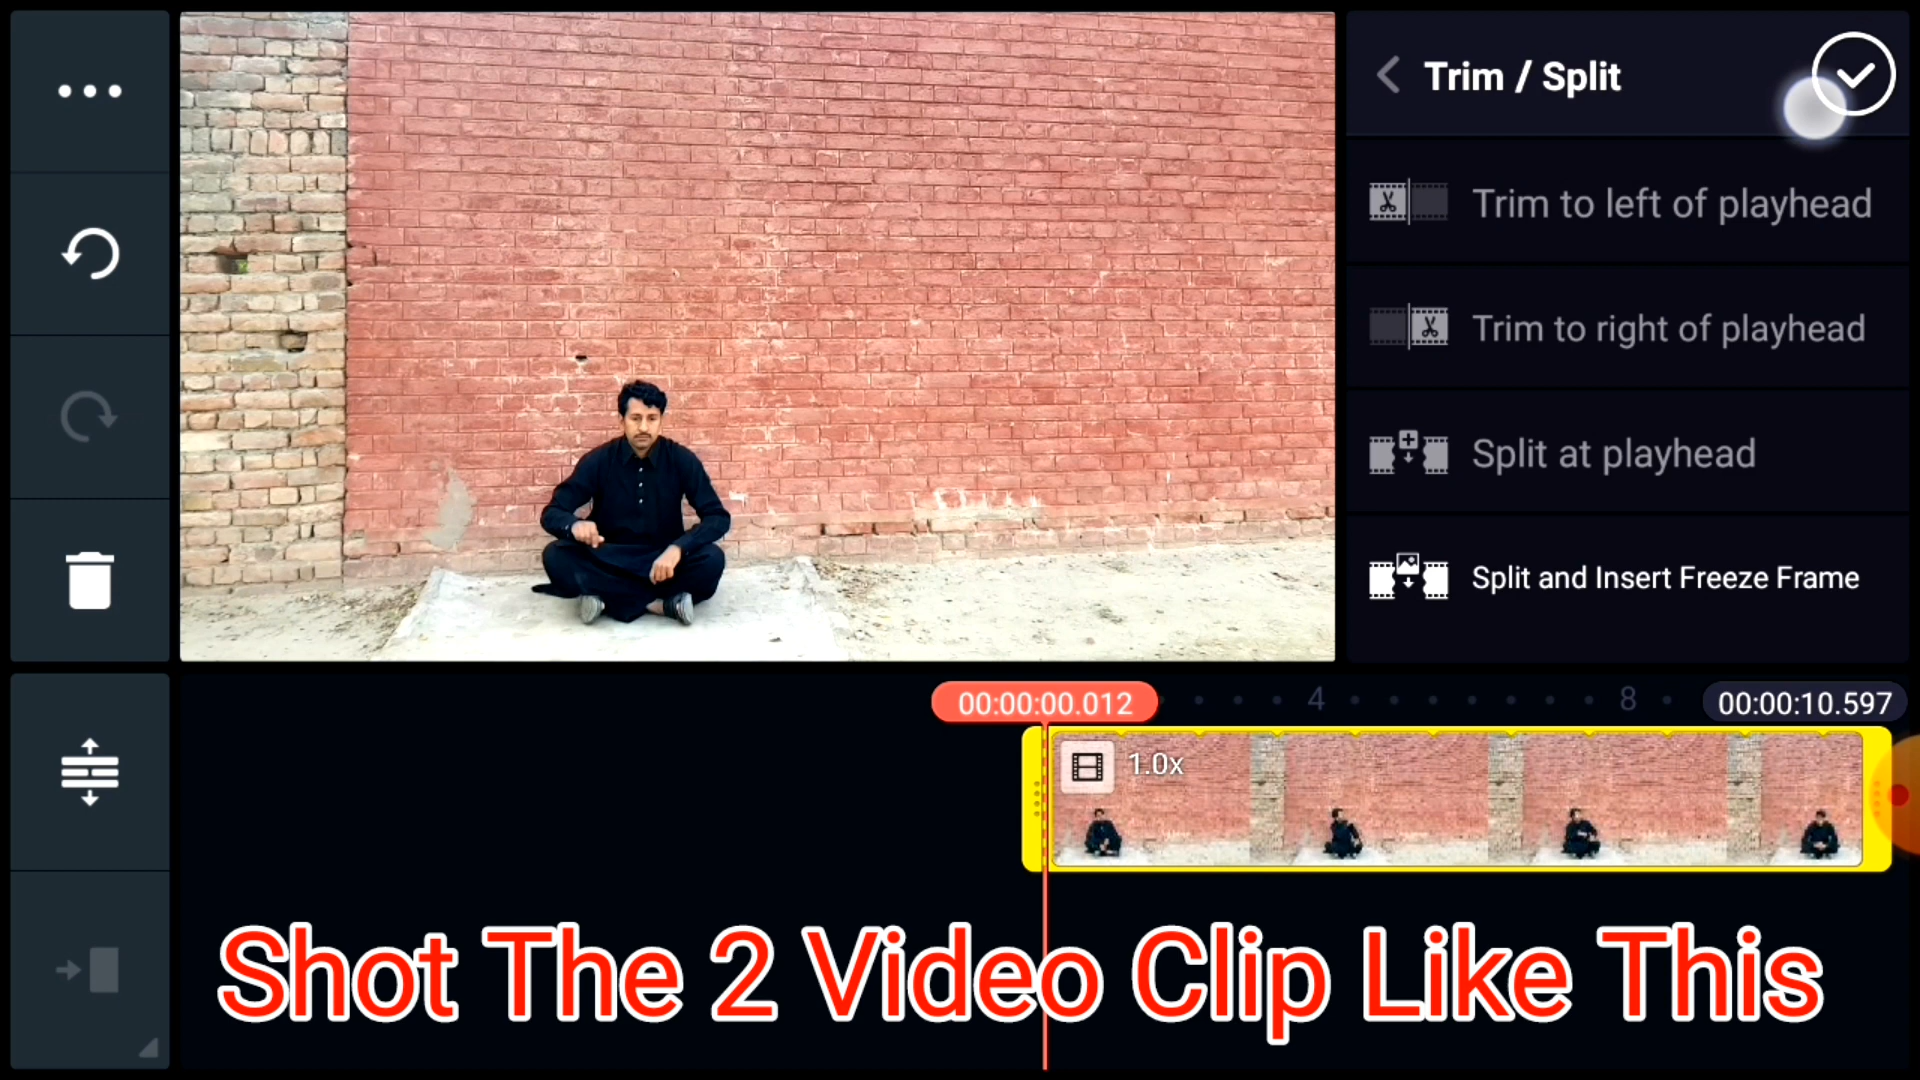 Trim / Split
Trim to left of playhead
Trim to right of playhead
Split at playhead
Split and Insert Freeze Frame
00:00:00.012
4
8
00:00:10.597
1.0x
Shot The 2 Video Clip Like This